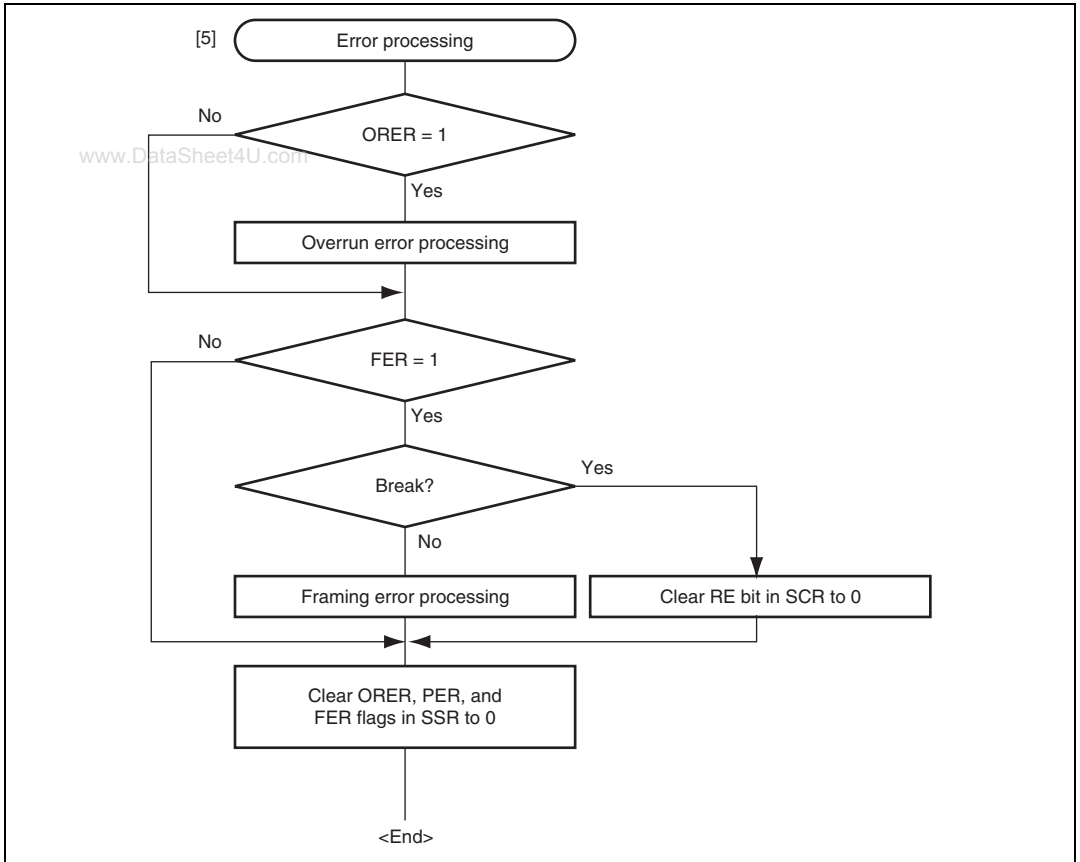 [5] Error processing
No
ORER = 1
www.DataSheet4U.com
Yes
Overrun error processing
No
FER = 1
Yes
Break?
Yes
No
Framing error processing
Clear RE bit in SCR to 0
Clear ORER, PER, and
FER flags in SSR to 0
<End>